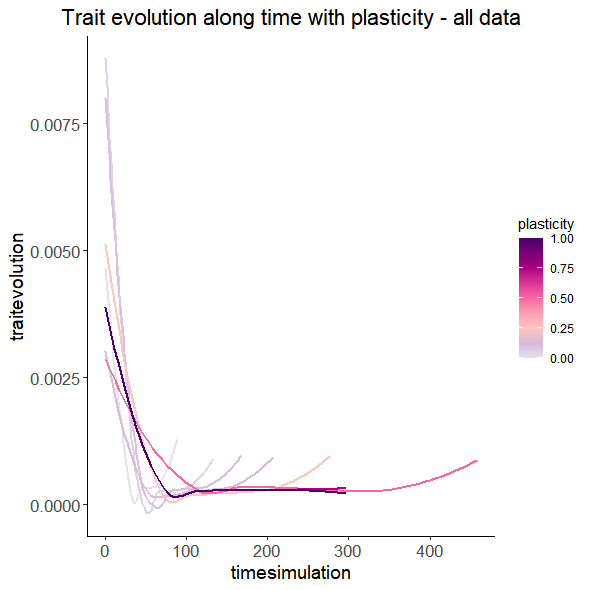 Trait evolution along time with plasticity - all data
traitevolution
0.0075
0.0050
0.0025
0.0000
0 100 200 300 400
timesimulation
plasticity
1.00
0.75
0.50
0.25
0.00